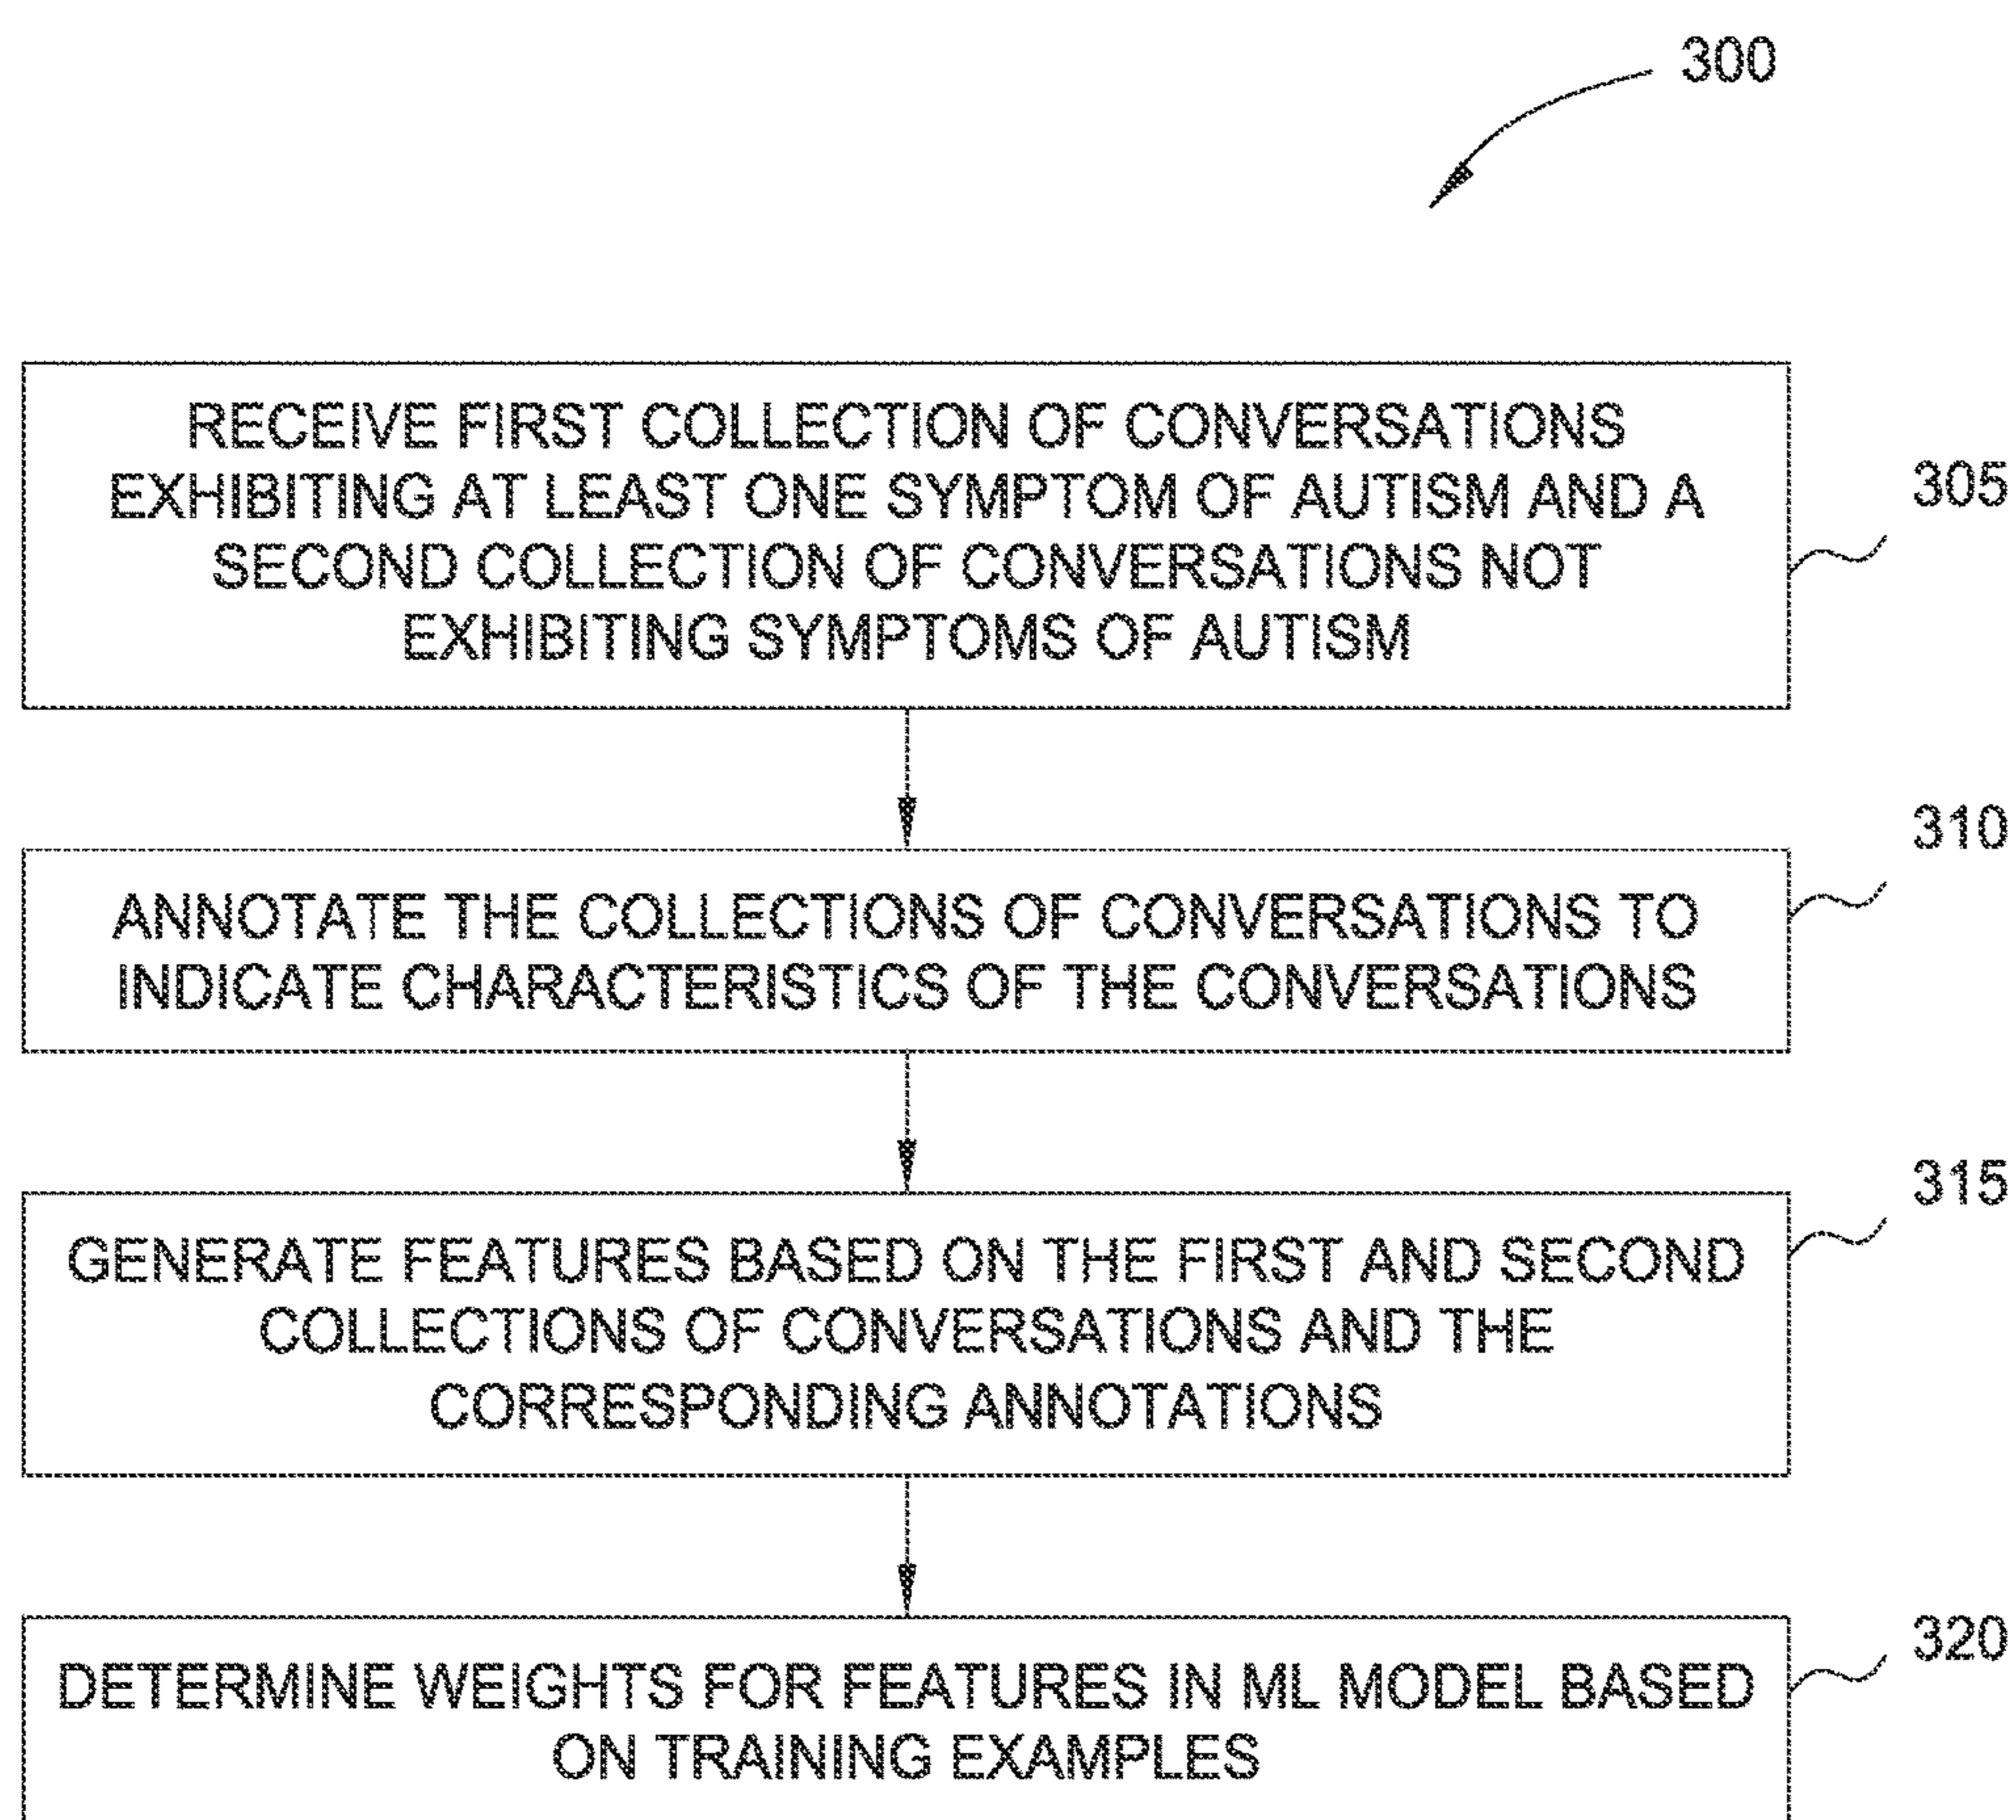 300
RECEIVE FIRST COLLECTION OF CONVERSATIONS
EXHIBITING AT LEAST ONE SYMPTOM OF AUTISM AND A
SECOND COLLECTION OF CONVERSATIONS NOT
EXHIBITING SYMPTOMS OF AUTISM
305
ANNOTATE THE COLLECTIONS OF CONVERSATIONS TO
INDICATE CHARACTERISTICS OF THE CONVERSATIONS
310
GENERATE FEATURES BASED ON THE FIRST AND SECOND
COLLECTIONS OF CONVERSATIONS AND THE
CORRESPONDING ANNOTATIONS
315
DETERMINE WEIGHTS FOR FEATURES IN ML MODEL BASED
ON TRAINING EXAMPLES
320